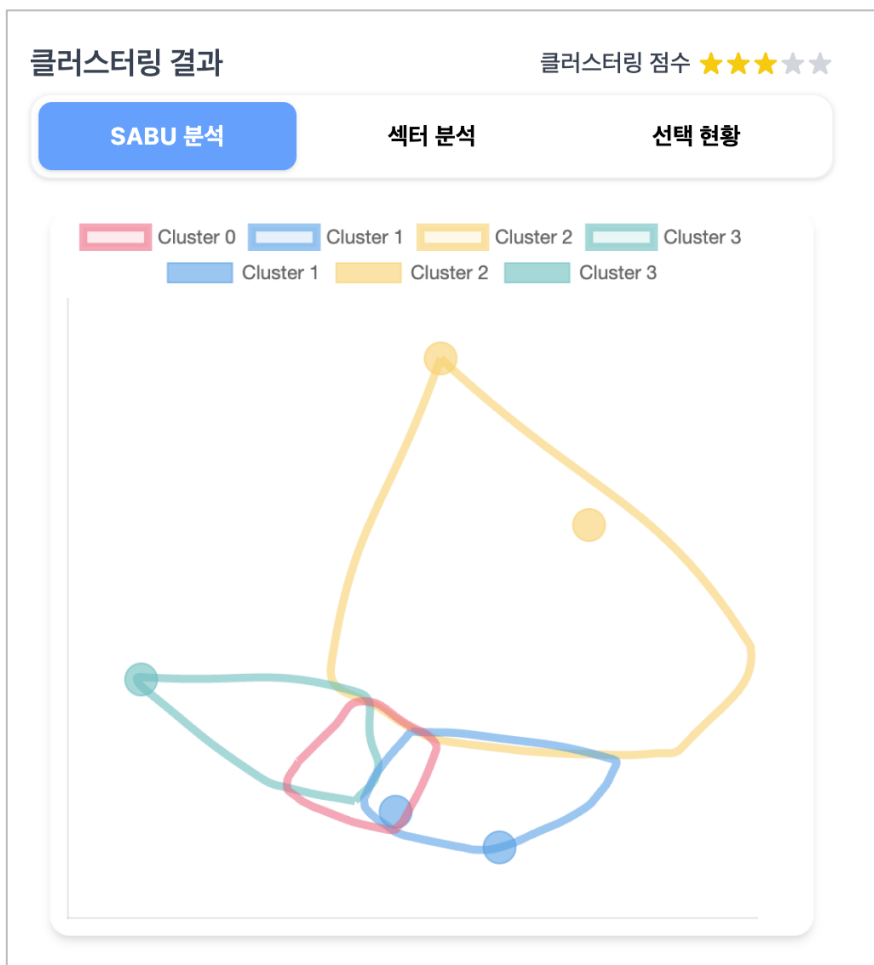 클러스터링 결과
클러스터링 점수
SABU 분석 섹터 분석 선택 현황
Cluster 0 Cluster 1 Cluster 2 Cluster 3
Cluster 1 Cluster 2 Cluster 3